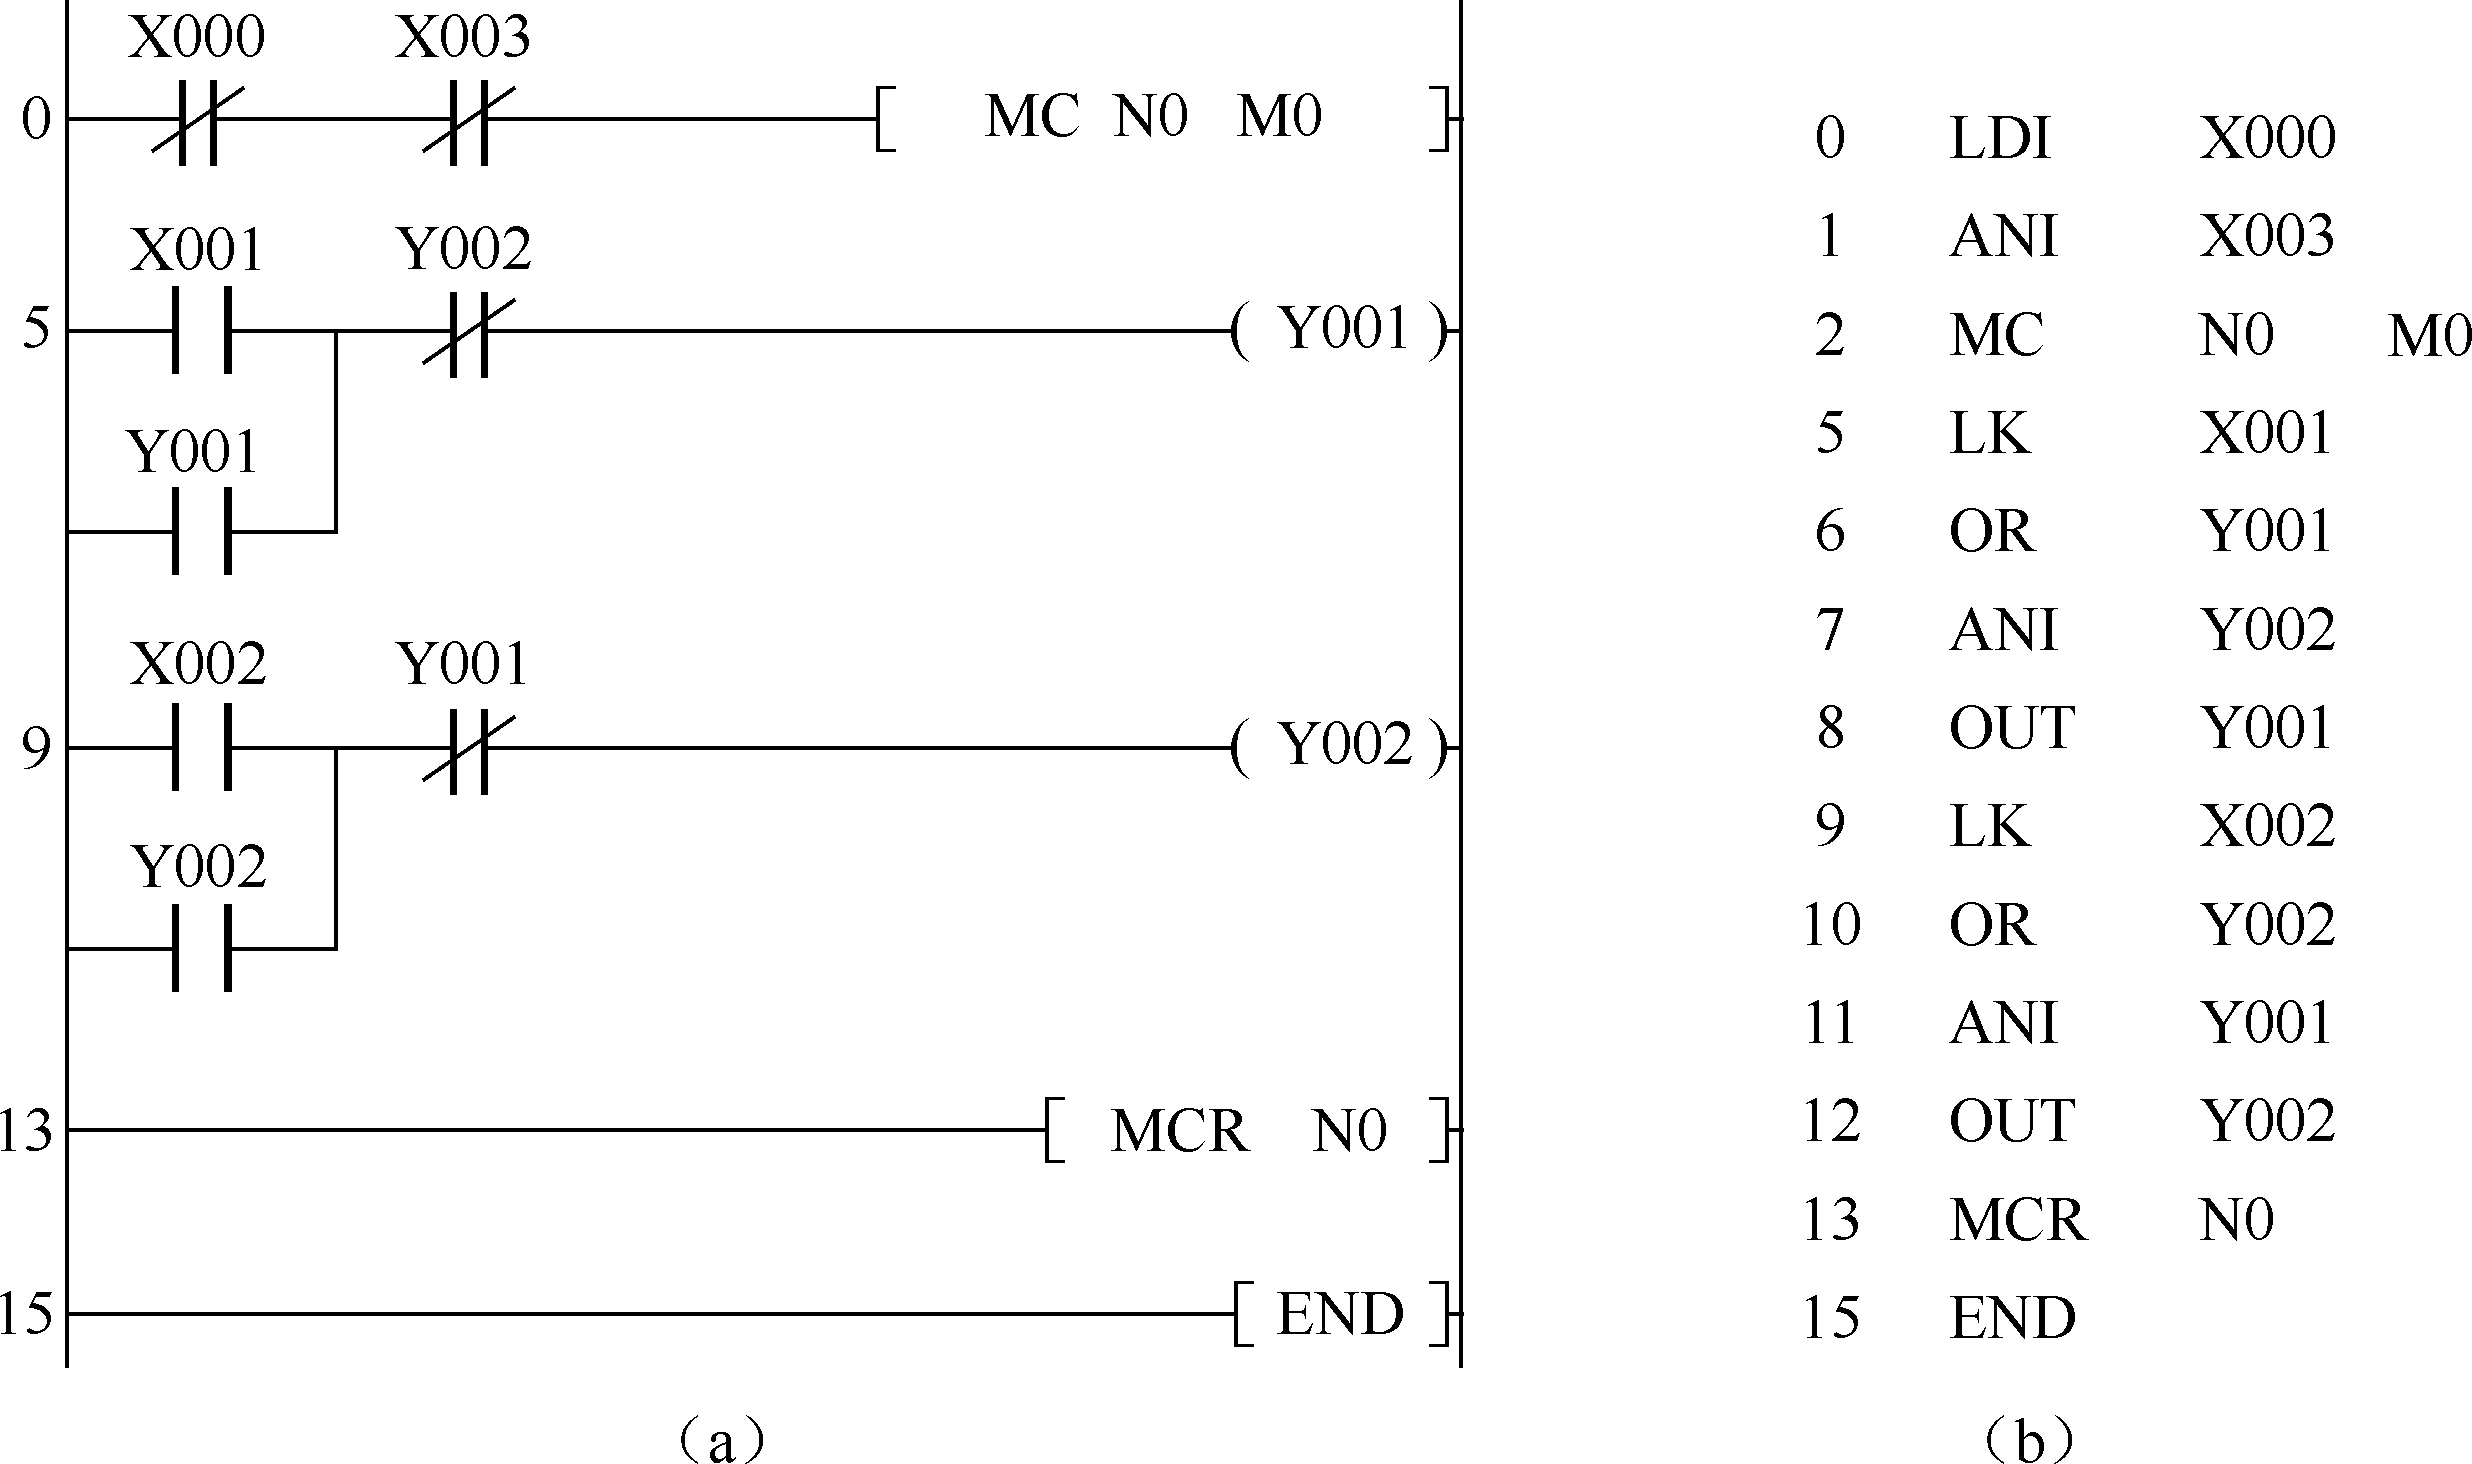 X000 X003
0 MC N0 M0
X001 Y002
5 Y001
Y001
X002 Y001
9 Y002
Y002
13 MCR N0
15 END
(a)
0 LDI X000
1 ANI X003
2 MC N0 M0
5 LK X001
6 OR Y001
7 ANI Y002
8 OUT Y001
9 LK X002
10 OR Y002
11 ANI Y001
12 OUT Y002
13 MCR N0
15 END
(b)